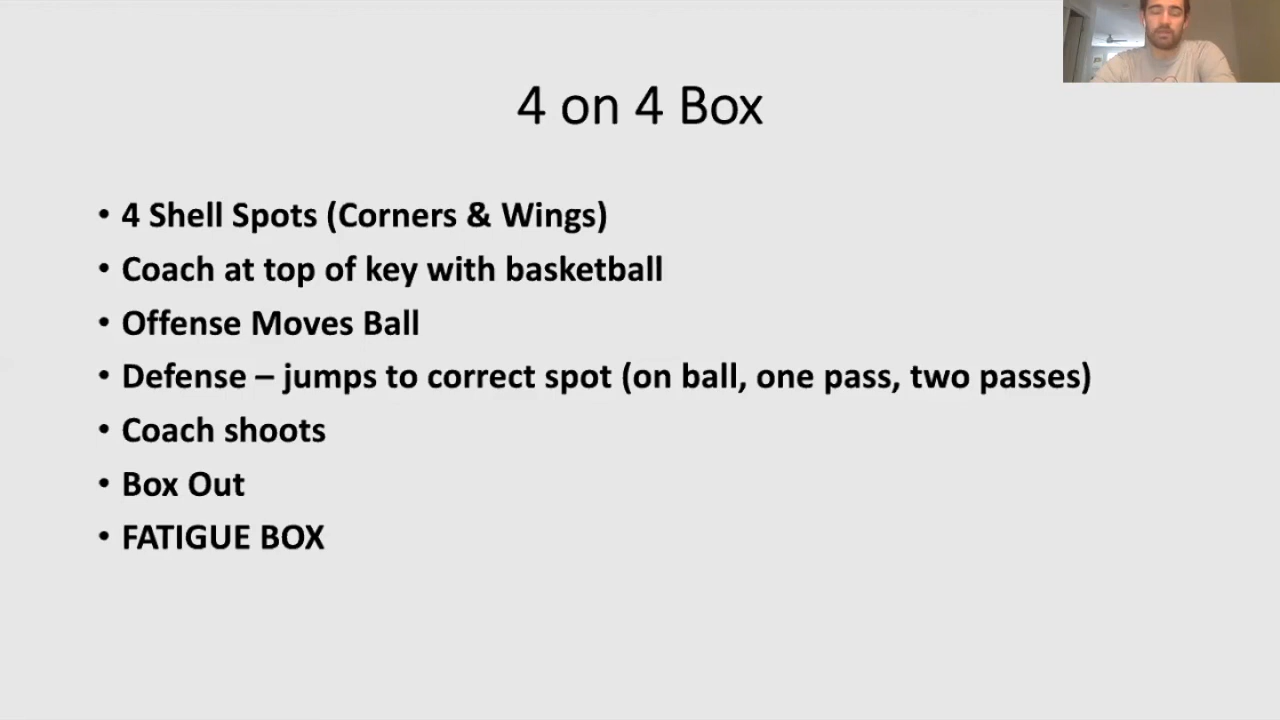 4 on 4 Box
• 4 Shell Spots (Corners & Wings)
• Coach at top of key with basketball
• Offense Moves Ball
• Defense – jumps to correct spot (on ball, one pass, two passes)
• Coach shoots
• Box Out
• FATIGUE BOX